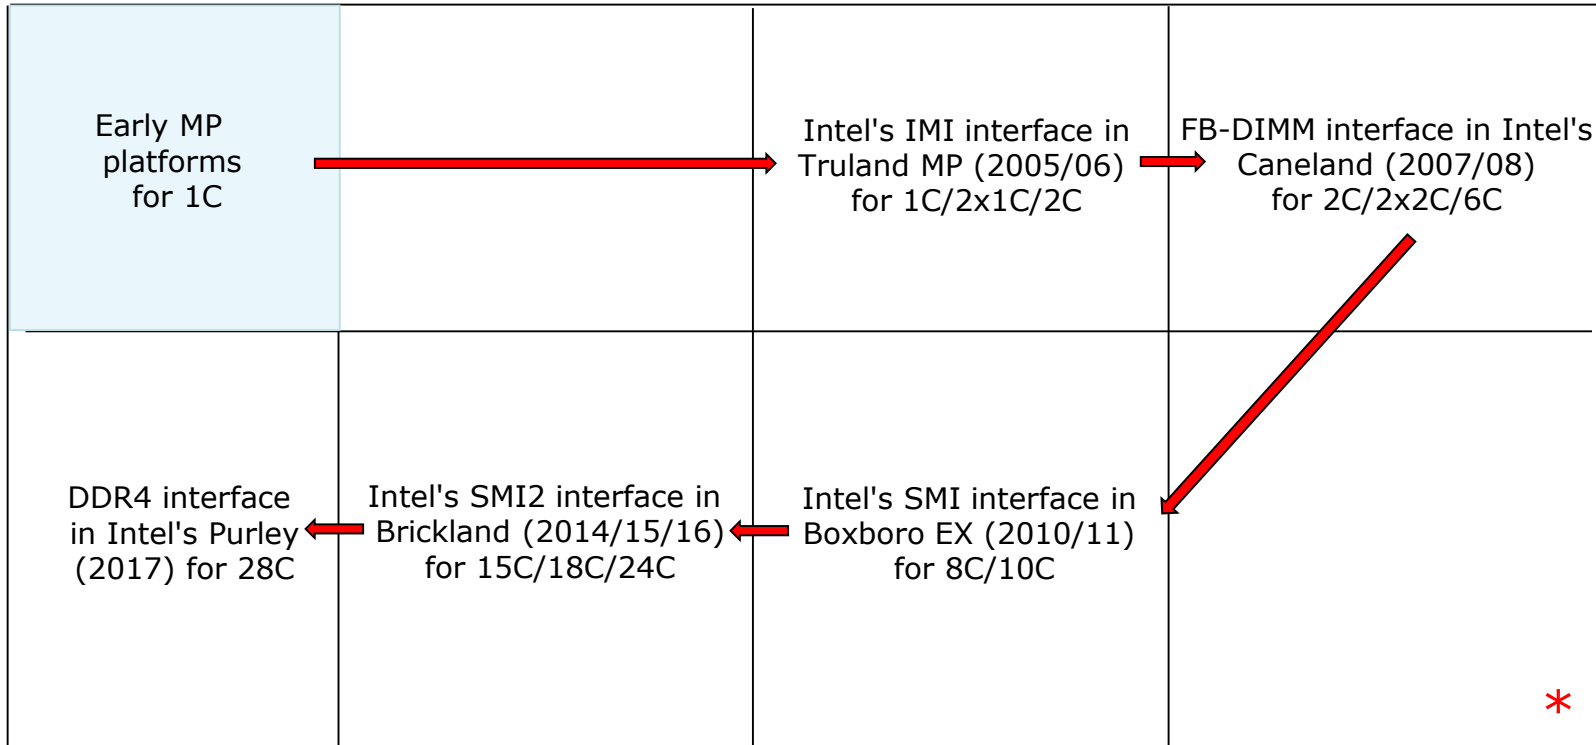 Early MP
platforms
for 1C
Intel's IMI interface in
Truland MP (2005/06)
for 1C/2x1C/2C
FB-DIMM interface in Intel's
Caneland (2007/08)
for 2C/2x2C/6C
DDR4 interface
in Intel's Purley
(2017) for 28C
Intel's SMI2 interface in
Brickland (2014/15/16)
for 15C/18C/24C
Intel's SMI interface in
Boxboro EX (2010/11)
for 8C/10C
*